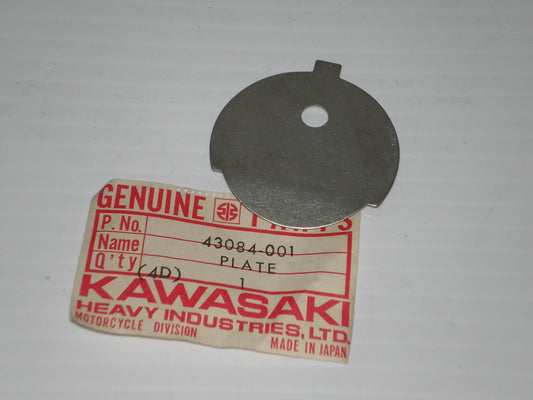 GENUINE PARTS
P. No. 43084-001
Name PLATE
Q'ty (4D) 1
KAWASAKI
HEAVY INDUSTRIES, LTD.
MOTORCYCLE DIVISION MADE IN JAPAN